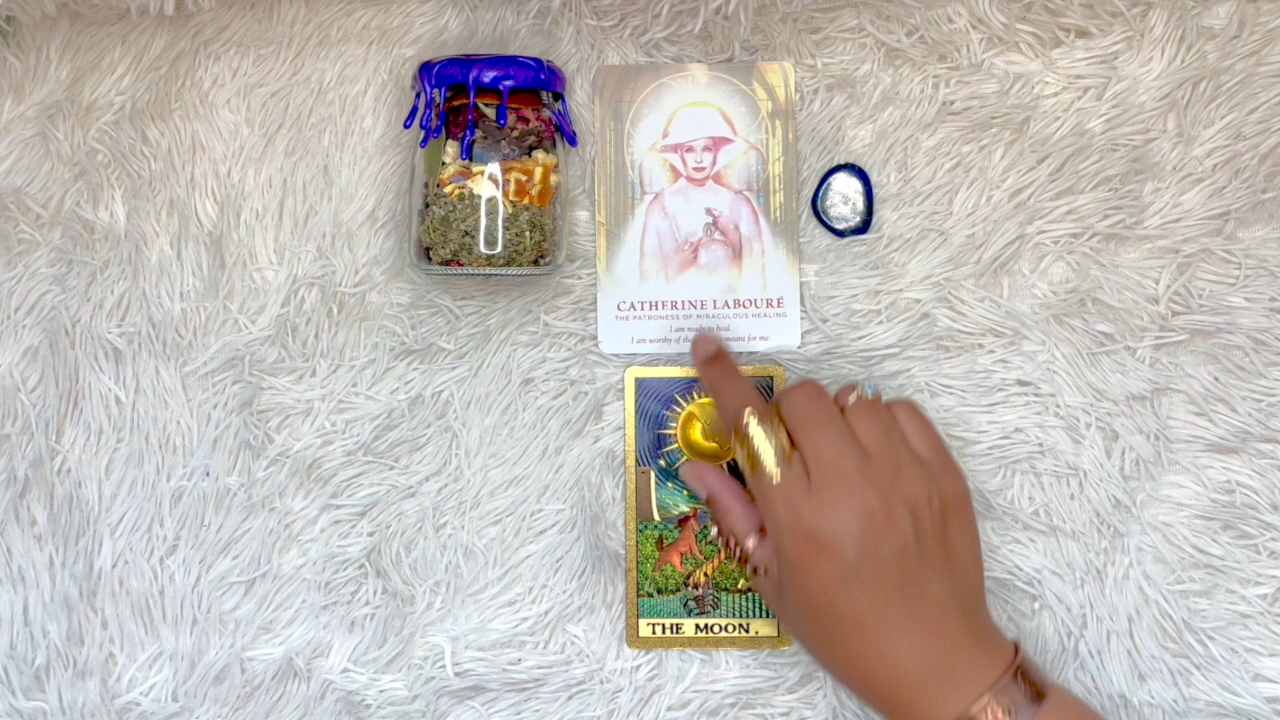 CATHERINE LABOURÉ
THE PATRONESS OF MIRACULOUS HEALING
I am ready to heal.
I am worthy of the meant for me.
THE MOON.